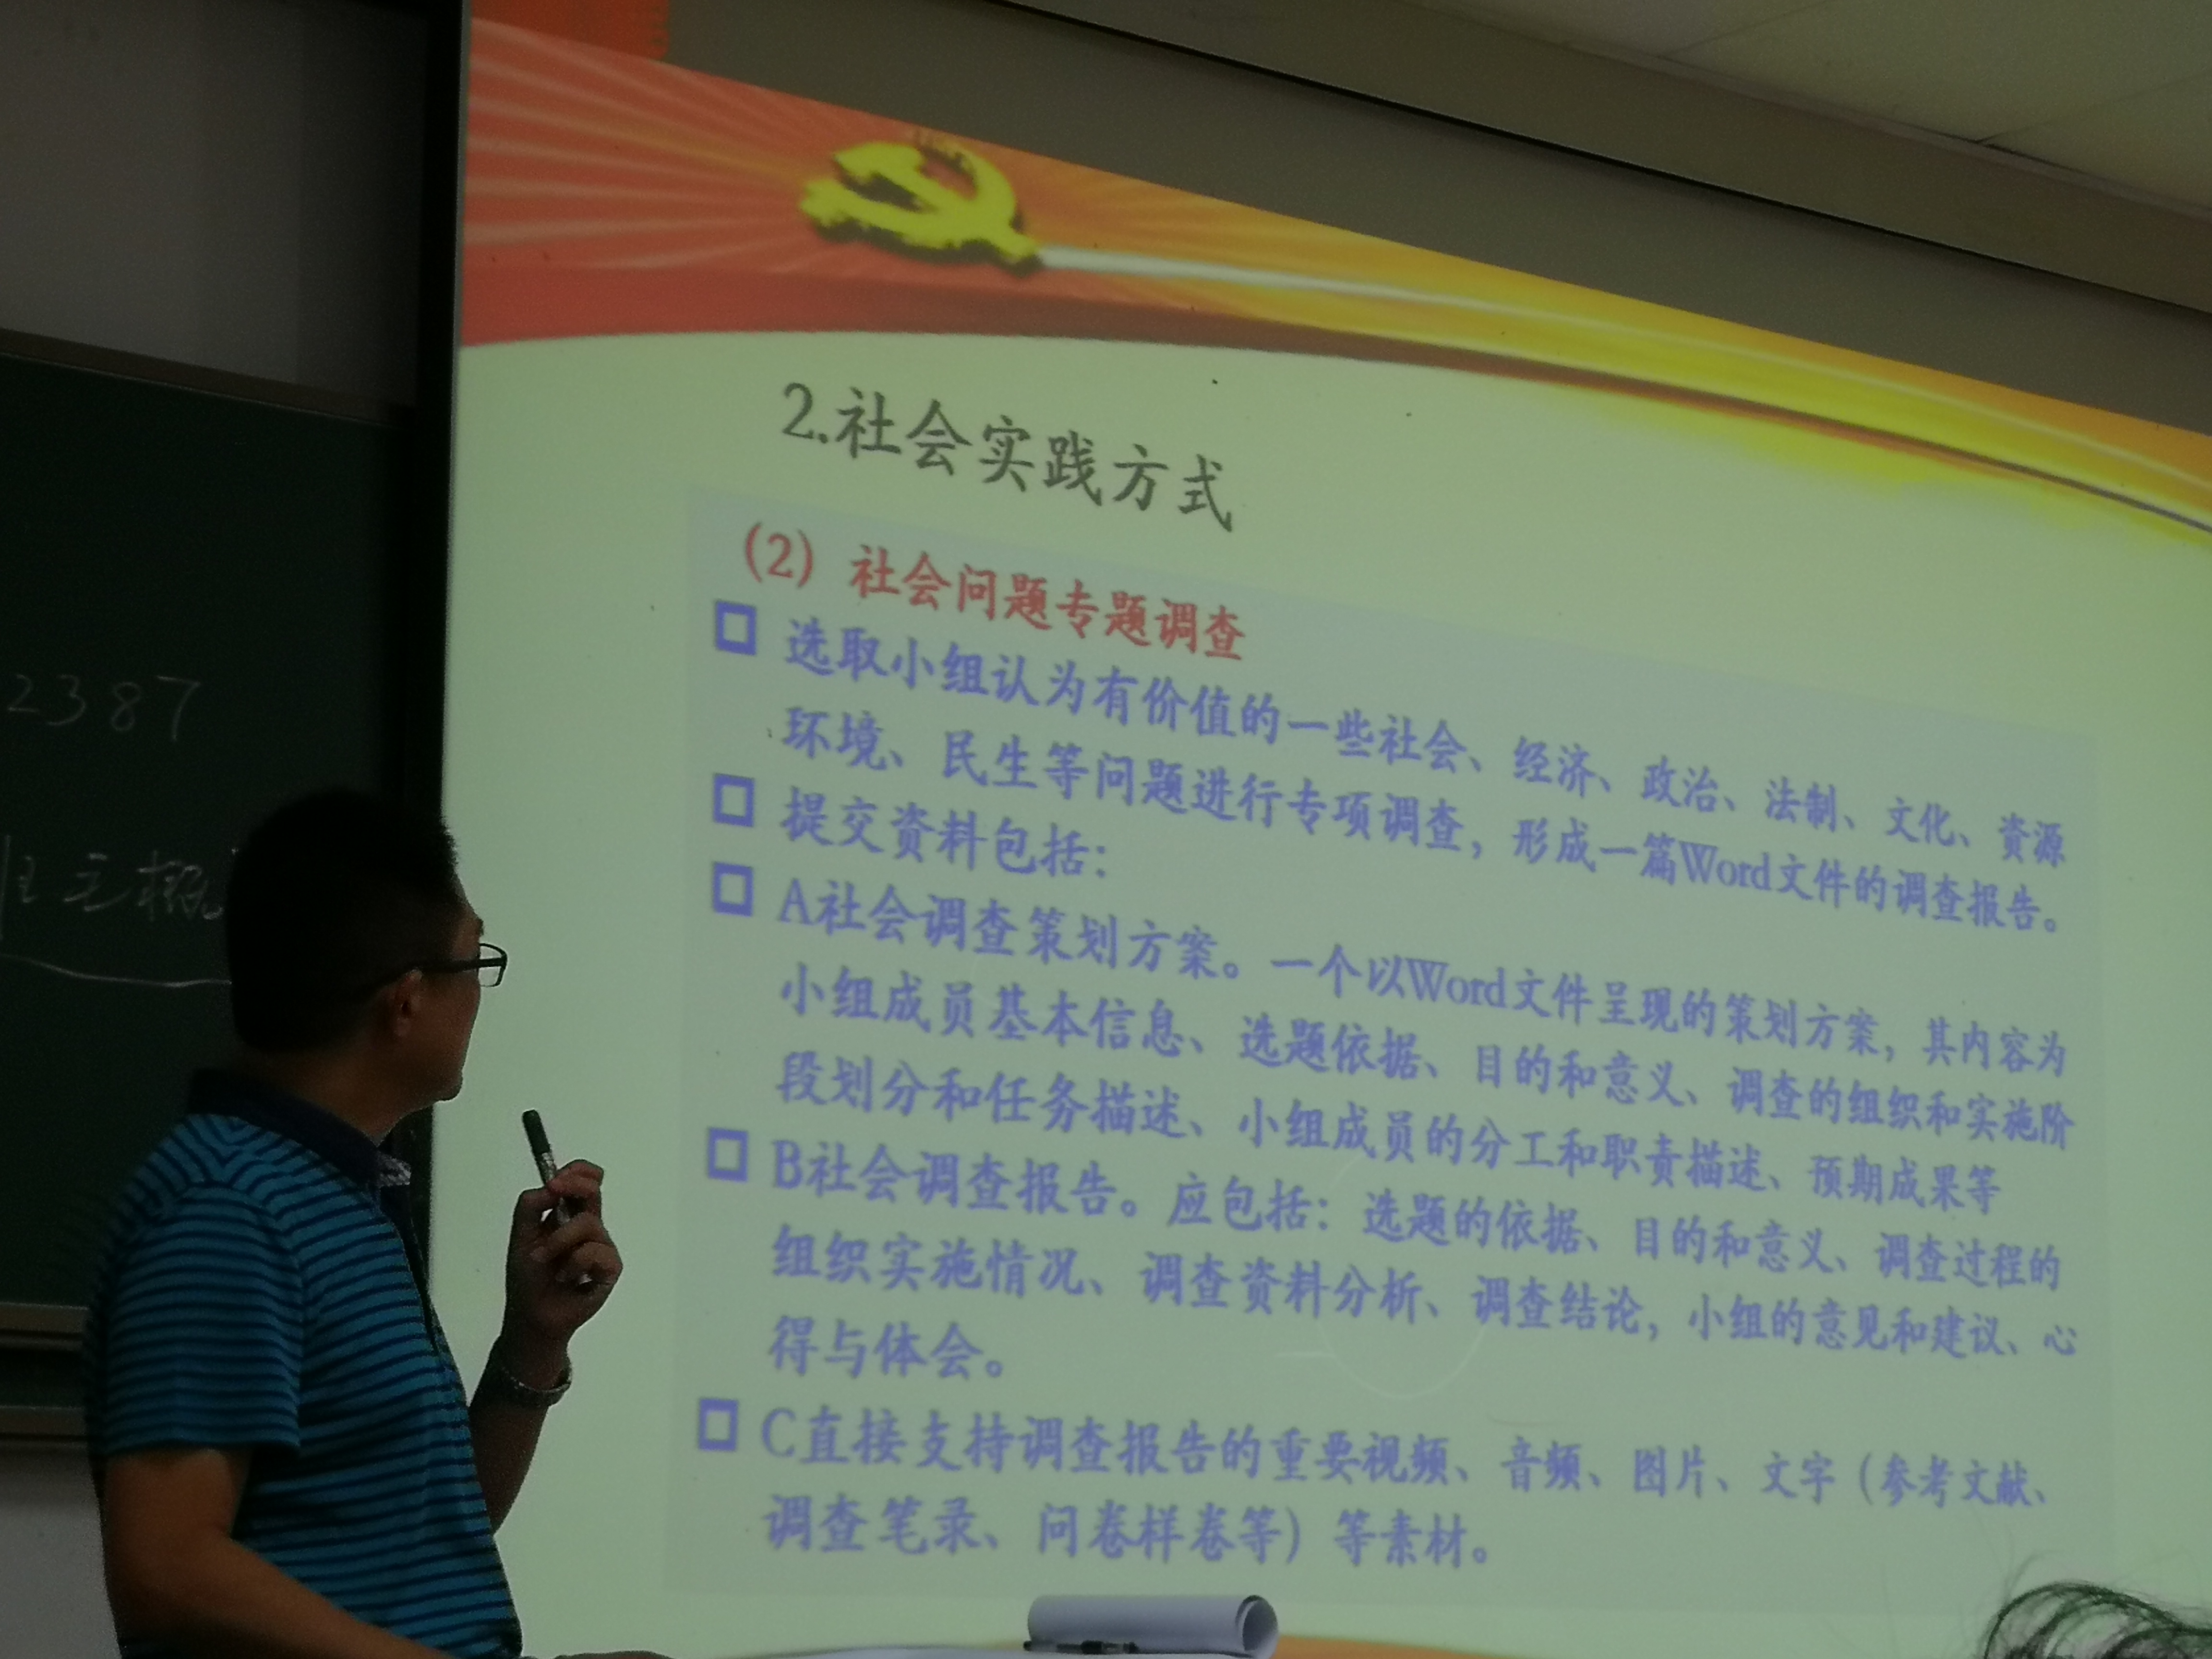 2.社会实践方式
(2) 社会问题专题调查
选取小组认为有价值的一些社会、经济、政治、法制、文化、资源
环境、民生等问题进行专项调查，形成一篇Word文件的调查报告。
提交资料包括：
A社会调查策划方案。一个以Word文件呈现的策划方案，其内容为
小组成员基本信息、选题依据、目的和意义、调查的组织和实施阶
段划分和任务描述、小组成员的分工和职责描述、预期成果等
B社会调查报告。应包括：选题的依据、目的和意义、调查过程的
组织实施情况、调查资料分析、调查结论，小组的意见和建议、心
得与体会。
C直接支持调查报告的重要视频、音频、图片、文字（参考文献、
调查笔录、问卷样卷等）等素材。
2387